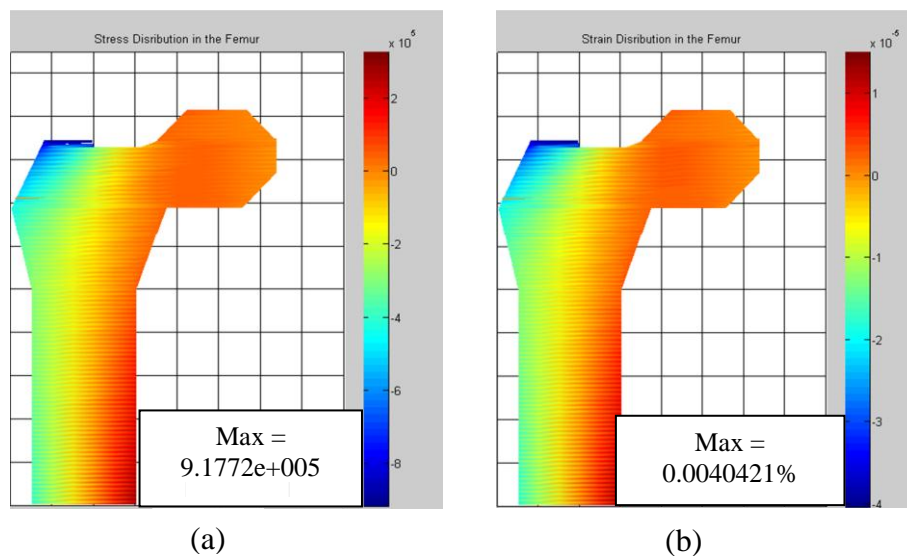 Stress Disribution in the Femur
x 10^5
2
0
-2
-4
-6
-8
Max =
9.1772e+005
(a)
Strain Disribution in the Femur
x 10^-5
1
0
-1
-2
-3
-4
Max =
0.0040421%
(b)